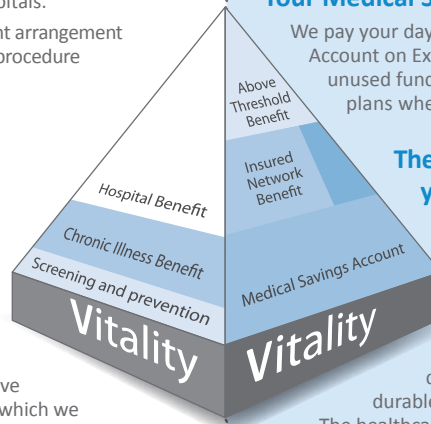 pitals.
nt arrangement
procedure
Your Medical S
We pay your day
Account on Ex
unused fund
plans whe
The
y
Hospital Benefit
Chronic Illness Benefit
Screening and prevention
Vitality
Above
Threshold
Benefit
Insured
Network
Benefit
Medical Savings Account
Vitality
ve
which we
durable
The healthca